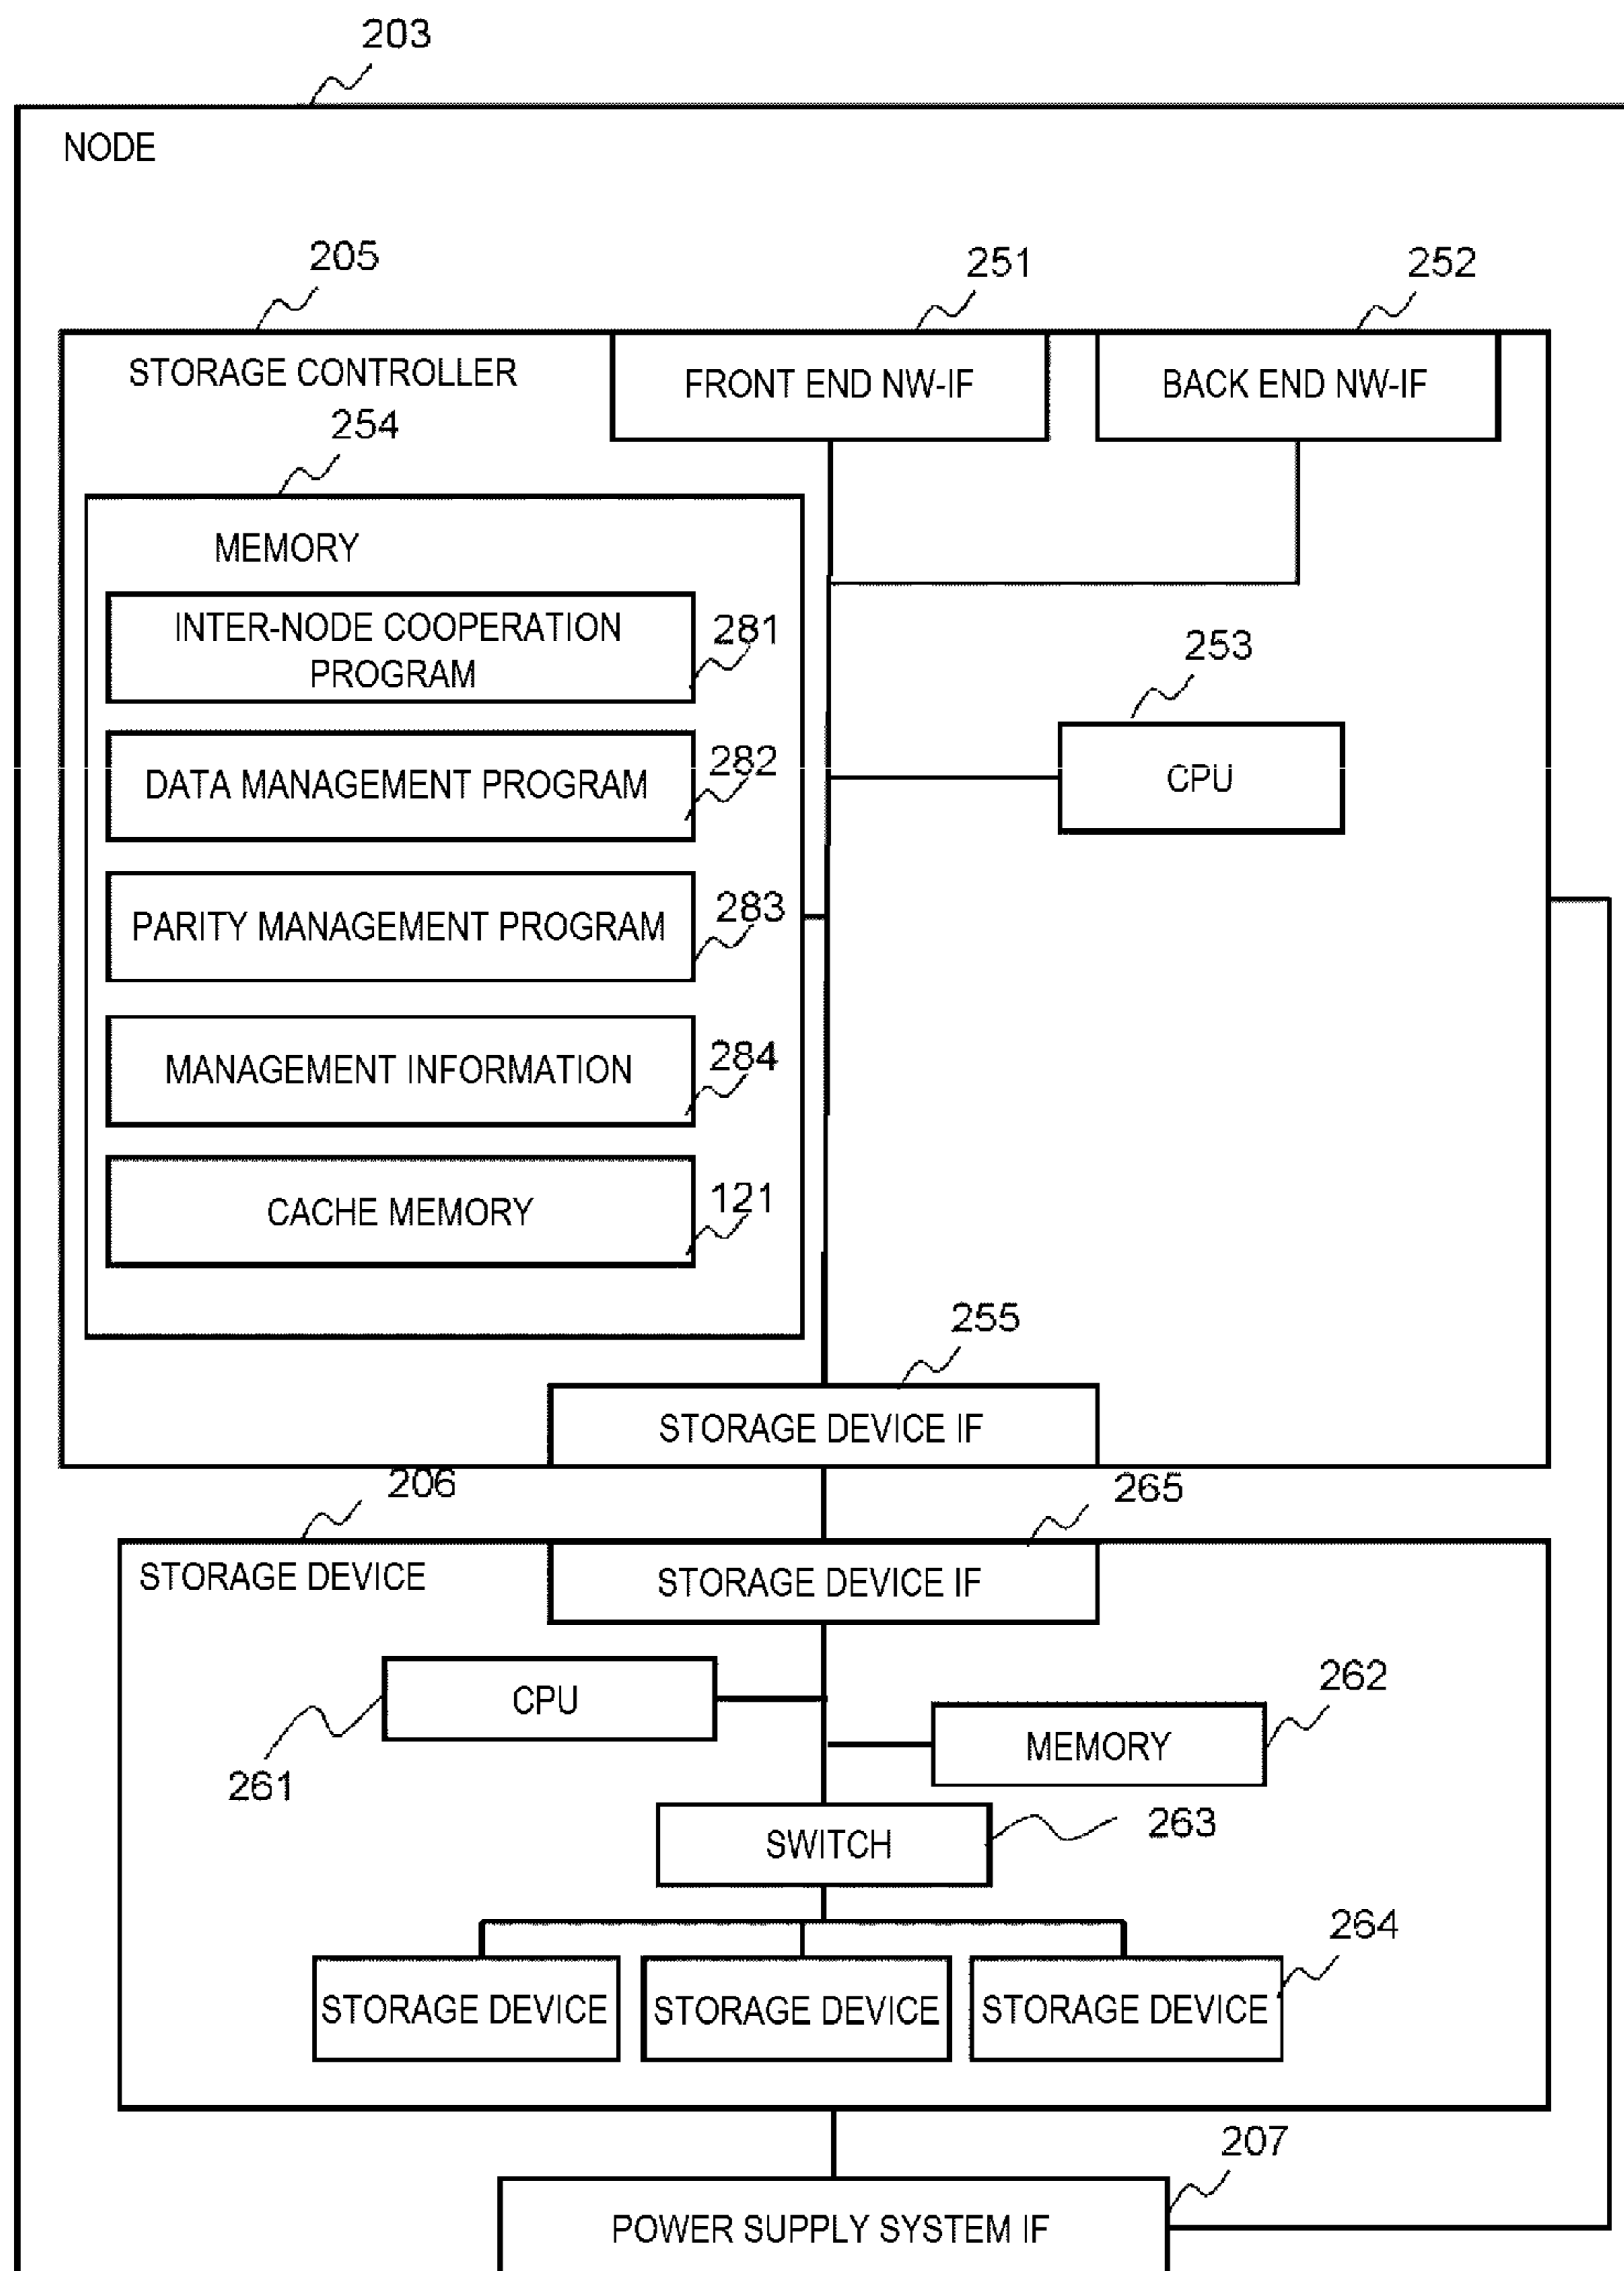 203
NODE
205
251
252
STORAGE CONTROLLER
FRONT END NW-IF
BACK END NW-IF
254
MEMORY
INTER-NODE COOPERATION
PROGRAM
281
253
CPU
DATA MANAGEMENT PROGRAM
282
PARITY MANAGEMENT PROGRAM
283
MANAGEMENT INFORMATION
284
CACHE MEMORY
121
255
STORAGE DEVICE IF
206
265
STORAGE DEVICE
STORAGE DEVICE IF
CPU
261
262
MEMORY
SWITCH
263
264
STORAGE DEVICE
STORAGE DEVICE
STORAGE DEVICE
207
POWER SUPPLY SYSTEM IF